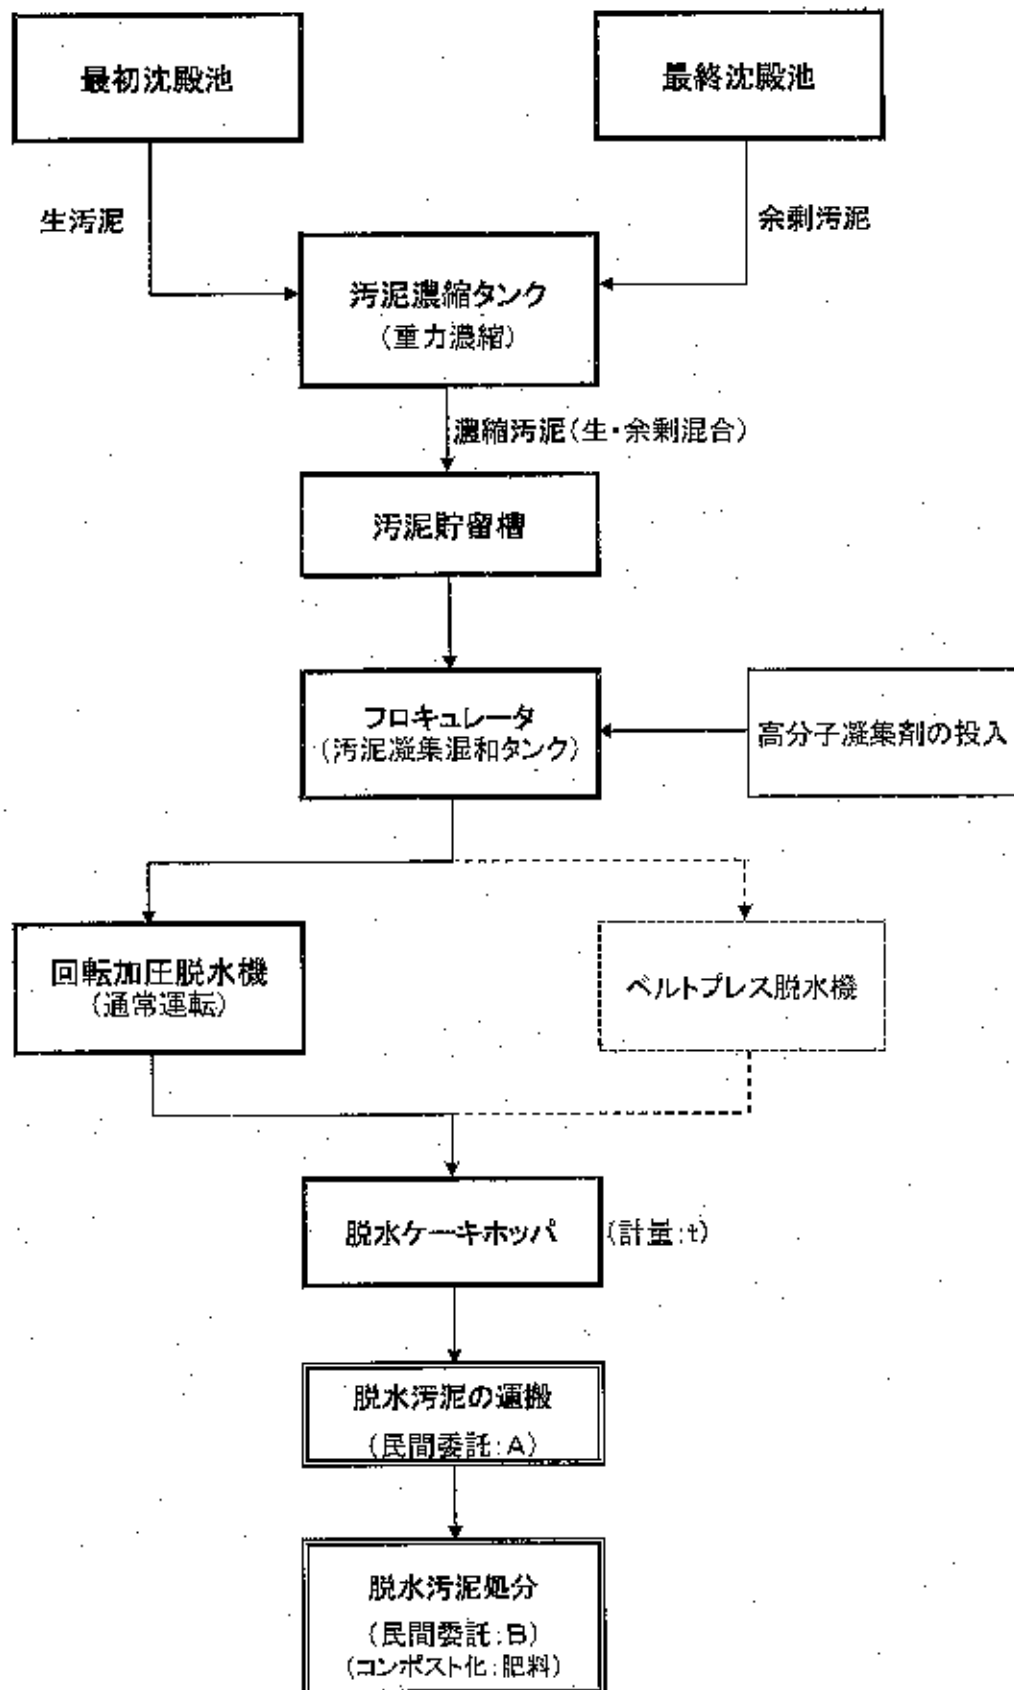 最初沈殿池
最終沈殿池
生汚泥
余剰汚泥
汚泥濃縮タンク
(重力濃縮)
濃縮汚泥(生・余剰混合)
汚泥貯留槽
フロキュレータ
(汚泥凝集混和タンク)
高分子凝集剤の投入
回転加圧脱水機
(通常運転)
ベルトプレス脱水機
脱水ケーキホッパ
(計量:t)
脱水汚泥の運搬
(民間委託:A)
脱水汚泥処分
(民間委託:B)
(コンポスト化:肥料)